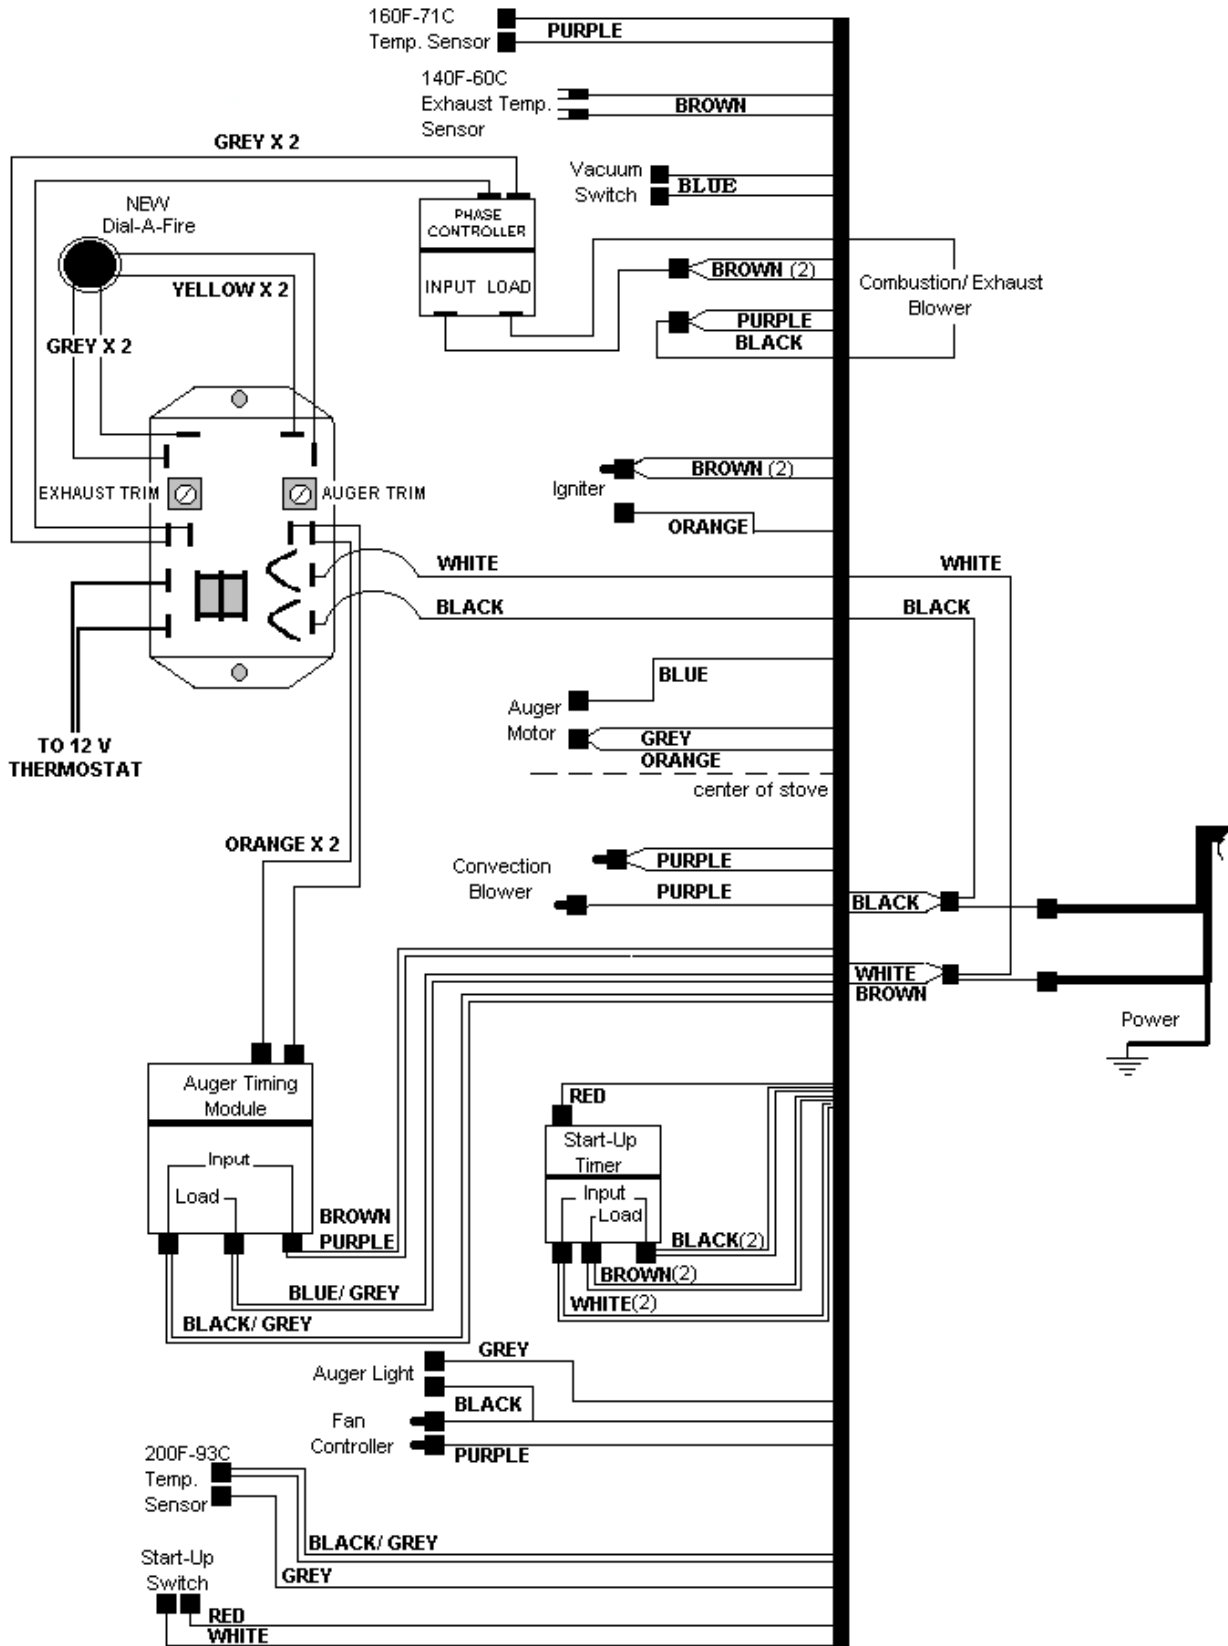 160F-71C
Temp. Sensor
PURPLE
140F-60C
Exhaust Temp.
Sensor
BROWN
GREY X 2
Vacuum
Switch
BLUE
NEW
Dial-A-Fire
PHASE
CONTROLLER
INPUT LOAD
YELLOW X 2
GREY X 2
BROWN (2)
PURPLE
BLACK
Combustion/ Exhaust
Blower
EXHAUST TRIM
AUGER TRIM
Igniter
BROWN (2)
ORANGE
WHITE
WHITE
BLACK
BLACK
TO 12 V
THERMOSTAT
BLUE
Auger
Motor
GREY
ORANGE
center of stove
ORANGE X 2
Convection
Blower
PURPLE
PURPLE
BLACK
WHITE
BROWN
Power
Auger Timing
Module
Input
Load
BROWN
PURPLE
BLUE/ GREY
BLACK/ GREY
RED
Start-Up
Timer
Input
Load
BLACK(2)
BROWN(2)
WHITE(2)
GREY
Auger Light
BLACK
Fan
Controller
PURPLE
200F-93C
Temp.
Sensor
BLACK/ GREY
GREY
Start-Up
Switch
RED
WHITE